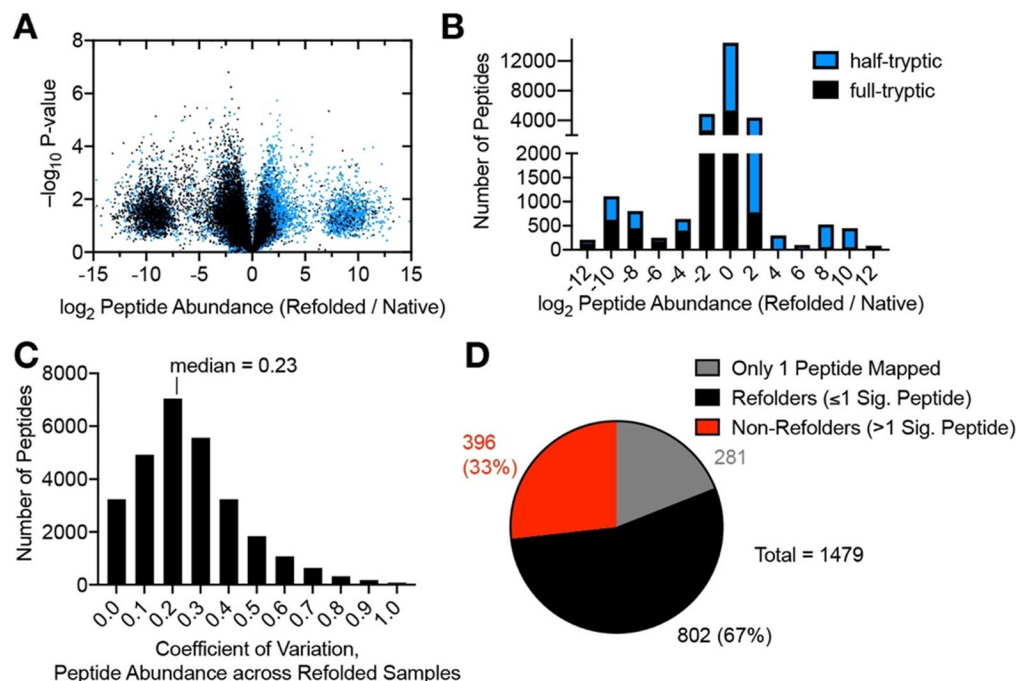 A
8
6
4
2
0
–log10 P-value
-15 -10 -5 0 5 10 15
log2 Peptide Abundance (Refolded / Native)
B
12000
8000
4000
2000
1500
1000
500
0
Number of Peptides
half-tryptic
full-tryptic
-12 -10 -8 -6 -4 -2 0 2 4 6 8 10 12
log2 Peptide Abundance (Refolded / Native)
C
median = 0.23
8000
6000
4000
2000
0
Number of Peptides
0.0 0.1 0.2 0.3 0.4 0.5 0.6 0.7 0.8 0.9 1.0
Coefficient of Variation,
Peptide Abundance across Refolded Samples
D
Only 1 Peptide Mapped
Refolders (≤1 Sig. Peptide)
Non-Refolders (>1 Sig. Peptide)
396
(33%)
281
Total = 1479
802 (67%)